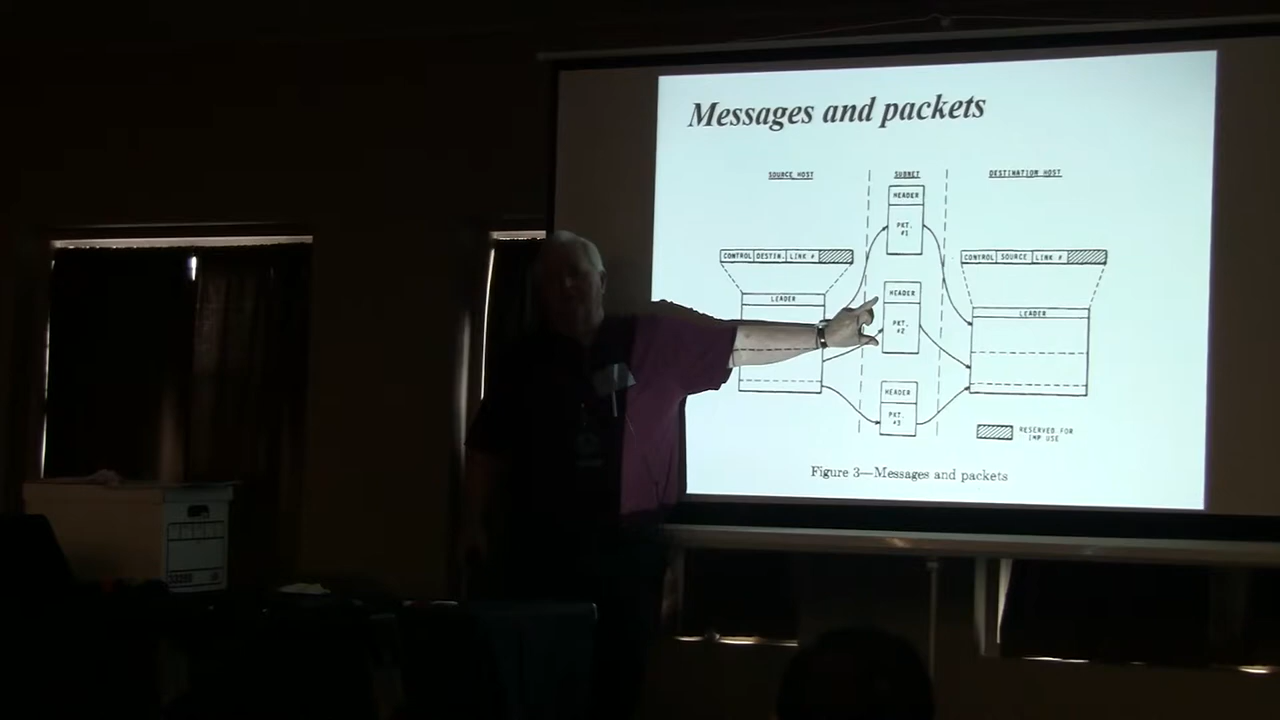 Messages and packets
SOURCE HOST
SUBNET
DESTINATION HOST
HEADER
PKT.
#1
CONTROL DESTIN. LINK #
CONTROL SOURCE LINK #
LEADER
HEADER
PKT.
#2
LEADER
HEADER
PKT.
#3
RESERVED FOR
IMP USE
Figure 3—Messages and packets